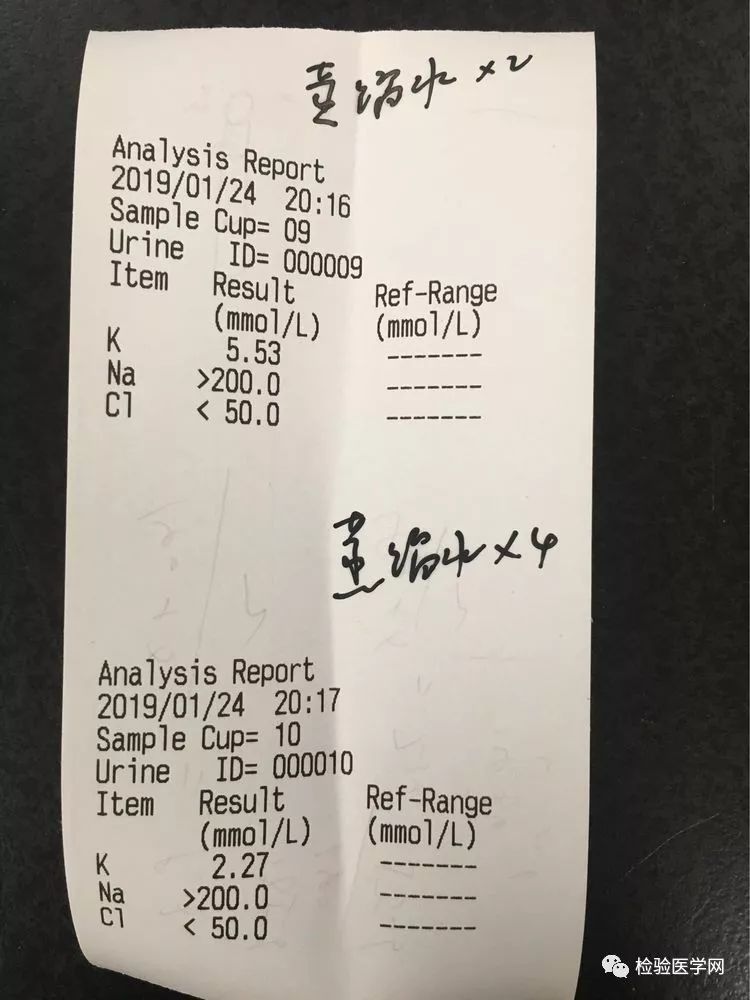 蒸馏水 ×2
Analysis Report
2019/01/24 20:16
Sample Cup= 09
Urine ID= 000009
Item Result Ref-Range
(mmol/L) (mmol/L)
K 5.53 -------
Na >200.0 -------
Cl < 50.0 -------
蒸馏水 ×4
Analysis Report
2019/01/24 20:17
Sample Cup= 10
Urine ID= 000010
Item Result Ref-Range
(mmol/L) (mmol/L)
K 2.27 -------
Na >200.0 -------
Cl < 50.0 -------
检验医学网